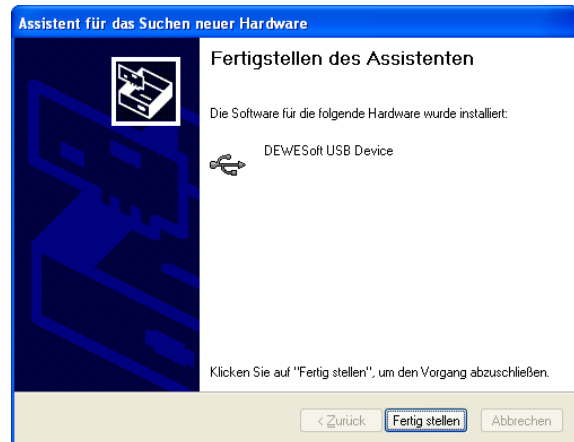 Assistent für das Suchen neuer Hardware
Fertigstellen des Assistenten
Die Software für die folgende Hardware wurde installiert:
DEWESoft USB Device
Klicken Sie auf "Fertig stellen", um den Vorgang abzuschließen.
< Zurück Fertig stellen Abbrechen